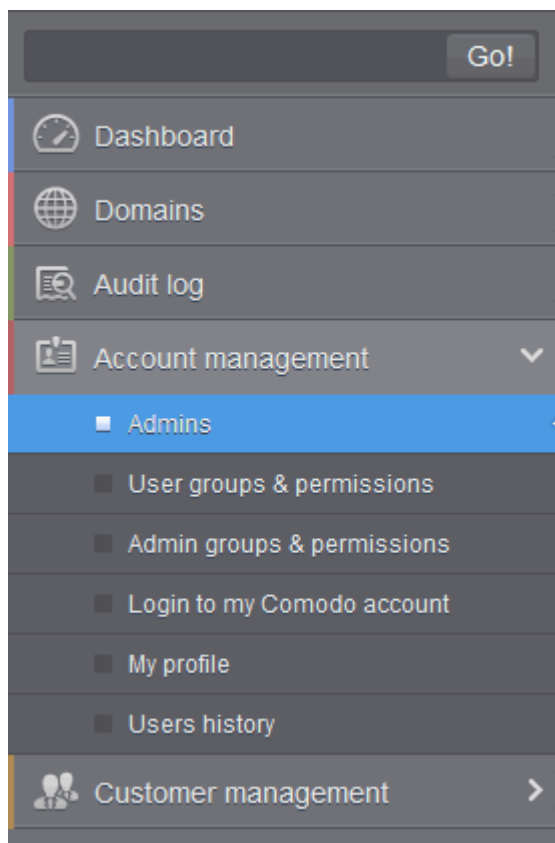 Go!
Dashboard
Domains
Audit log
Account management
Admins
User groups & permissions
Admin groups & permissions
Login to my Comodo account
My profile
Users history
Customer management